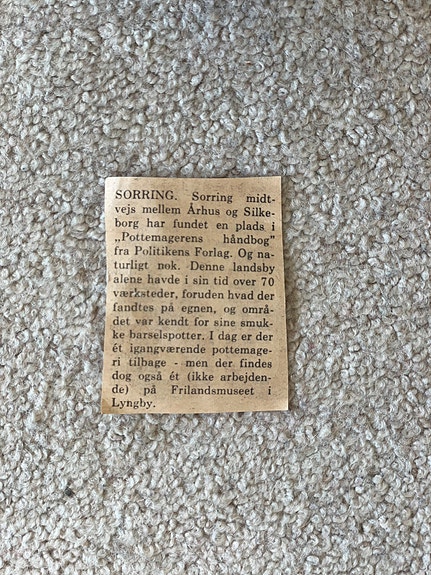 SORRING. Sorring midt-
vejs mellem Århus og Silke-
borg har fundet en plads i
„Pottemagerens håndbog”
fra Politikens Forlag. Og na-
turligt nok. Denne landsby
alene havde i sin tid over 70
værksteder, foruden hvad der
fandtes på egnen, og områ-
det var kendt for sine smuk-
ke barselspotter. I dag er der
ét igangværende pottemage-
ri tilbage - men der findes
dog også ét (ikke arbejden-
de) på Frilandsmuseet i
Lyngby.